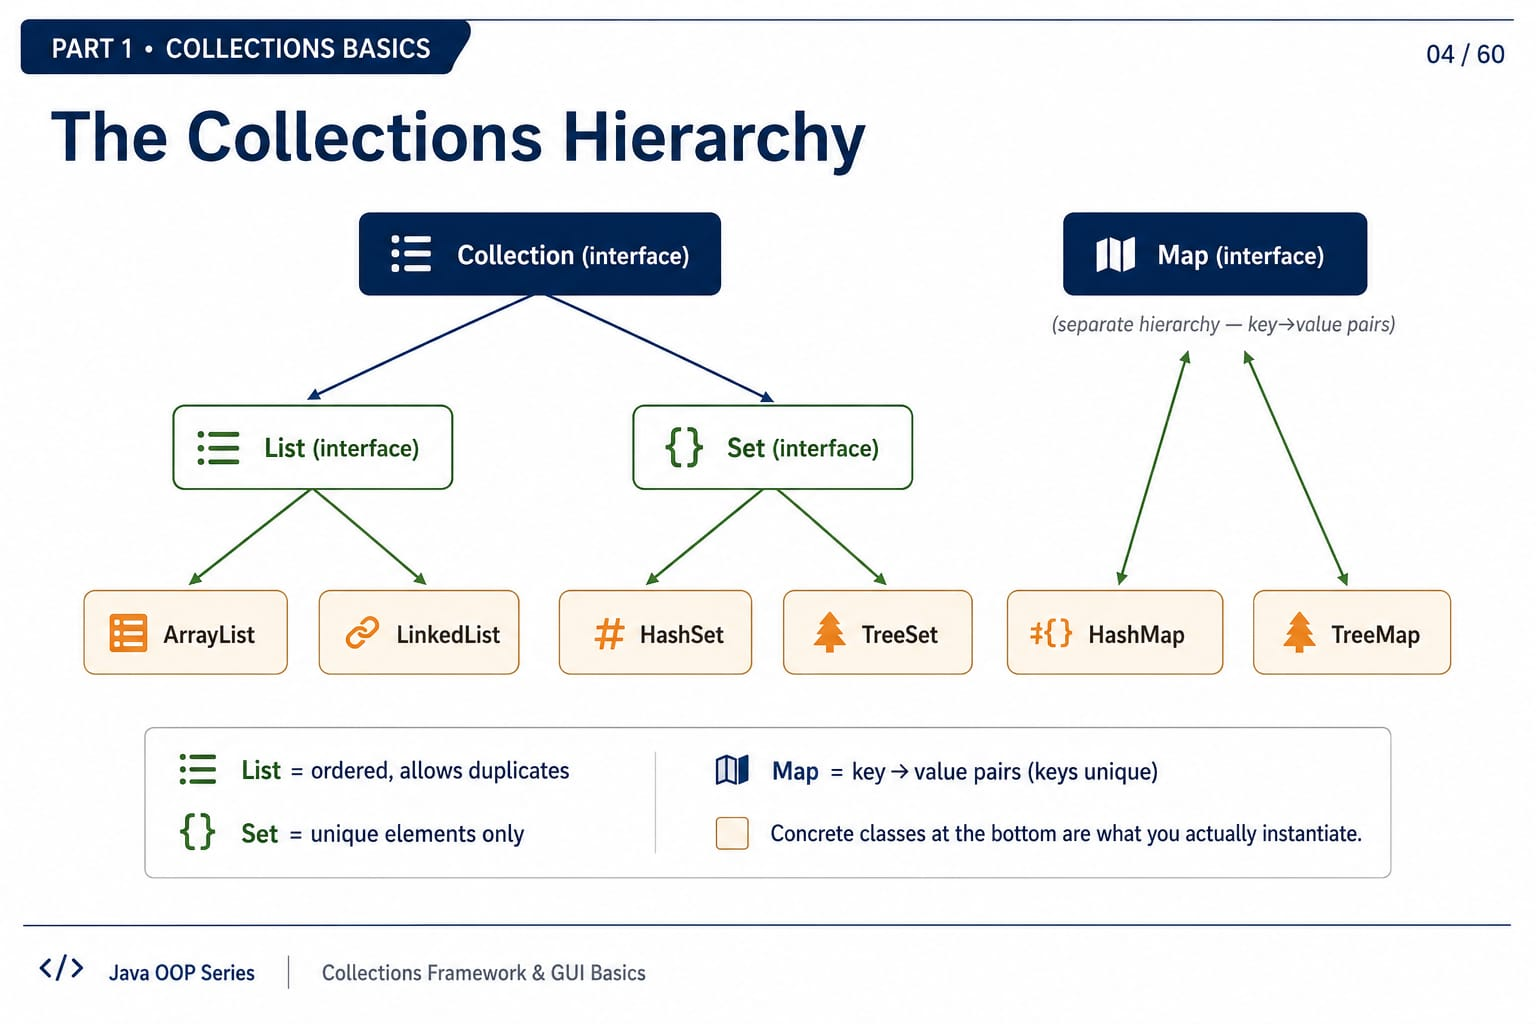 PART 1 • COLLECTIONS BASICS
04 / 60
The Collections Hierarchy
Collection (interface)
Map (interface)
(separate hierarchy — key→value pairs)
List (interface)
Set (interface)
ArrayList
LinkedList
HashSet
TreeSet
HashMap
TreeMap
List = ordered, allows duplicates
Set = unique elements only
Map = key → value pairs (keys unique)
Concrete classes at the bottom are what you actually instantiate.
</> Java OOP Series
Collections Framework & GUI Basics